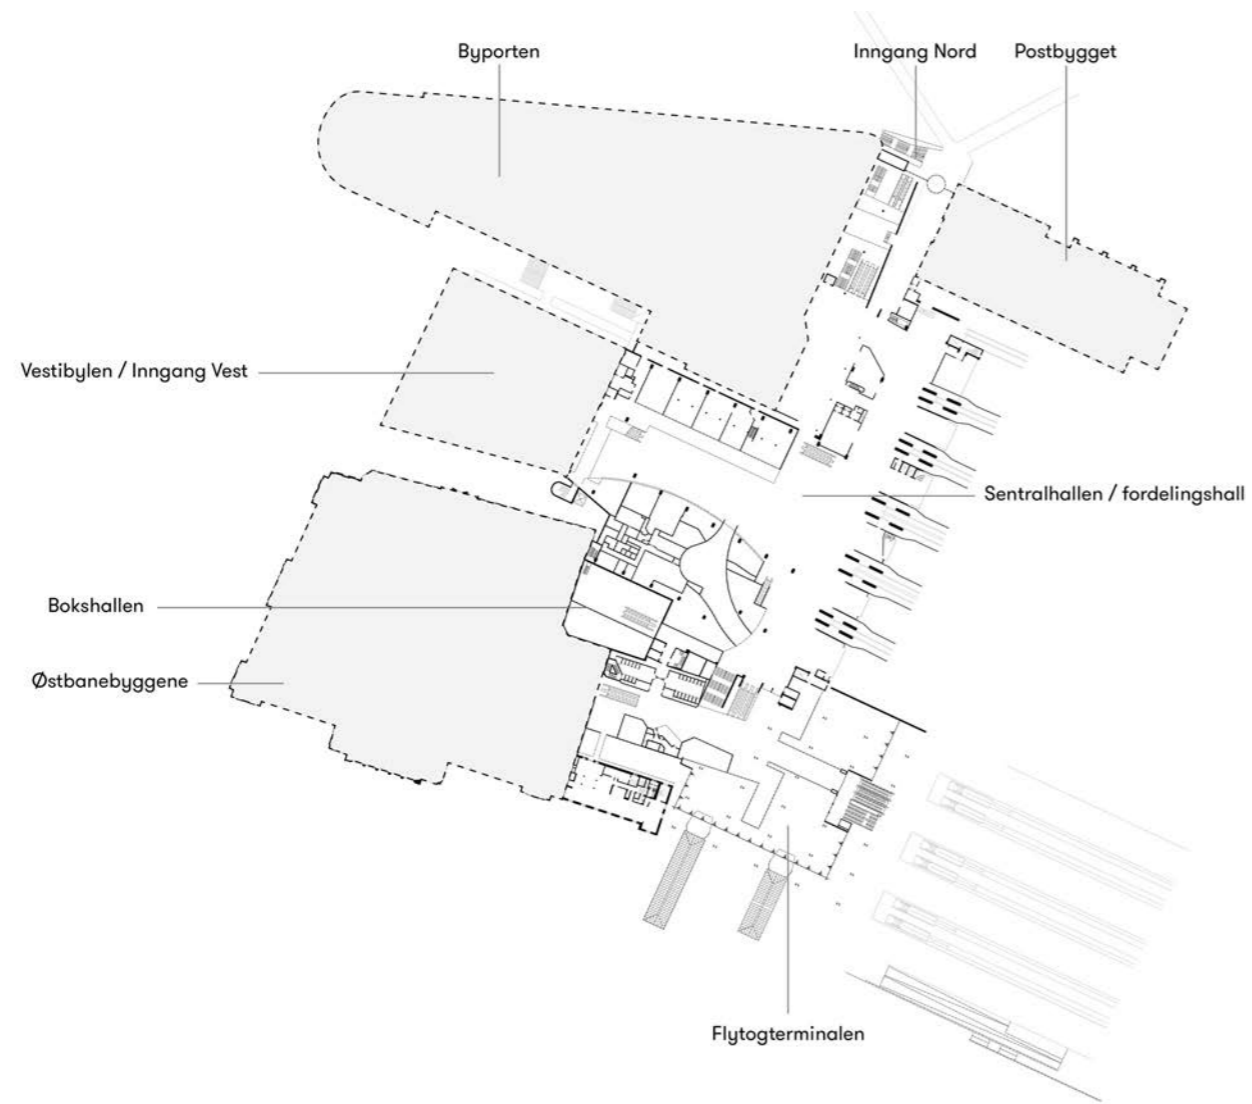 Byporten
Inngang Nord
Postbygget
Vestibylen / Inngang Vest
Sentralhallen / fordelingshall
Bokshallen
Østbanebyggene
Flytogterminalen